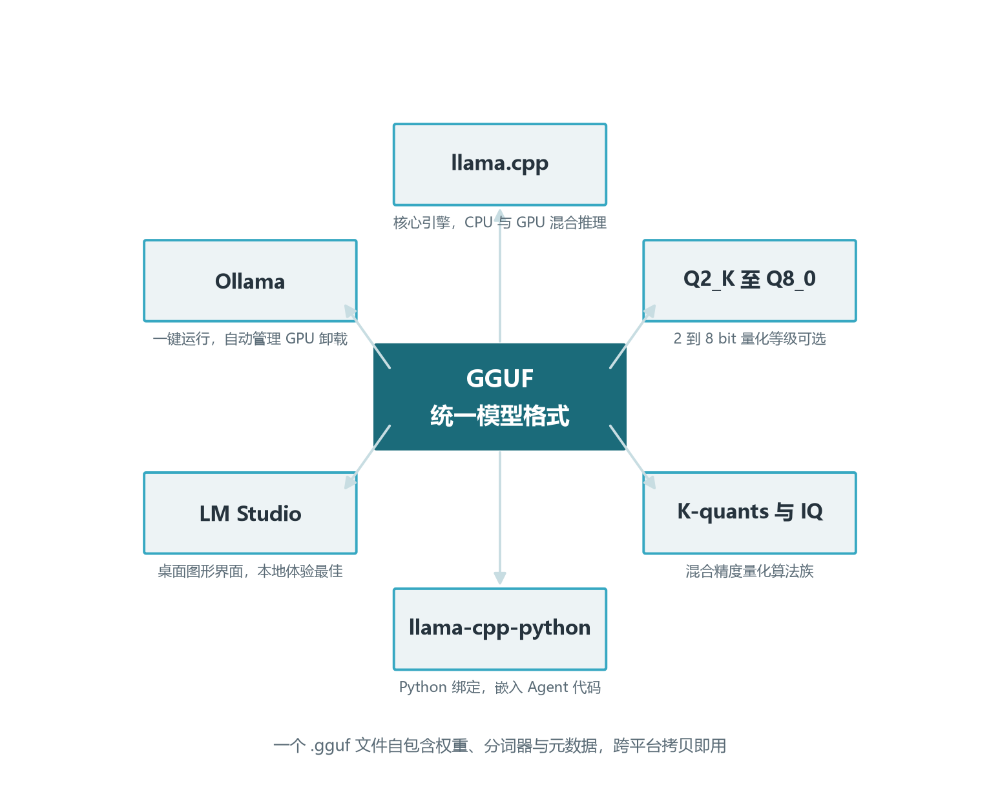 llama.cpp
核心引擎，CPU 与 GPU 混合推理
Ollama
一键运行，自动管理 GPU 卸载
Q2_K 至 Q8_0
2 到 8 bit 量化等级可选
GGUF
统一模型格式
LM Studio
桌面图形界面，本地体验最佳
K-quants 与 IQ
混合精度量化算法族
llama-cpp-python
Python 绑定，嵌入 Agent 代码
一个 .gguf 文件自包含权重、分词器与元数据，跨平台拷贝即用